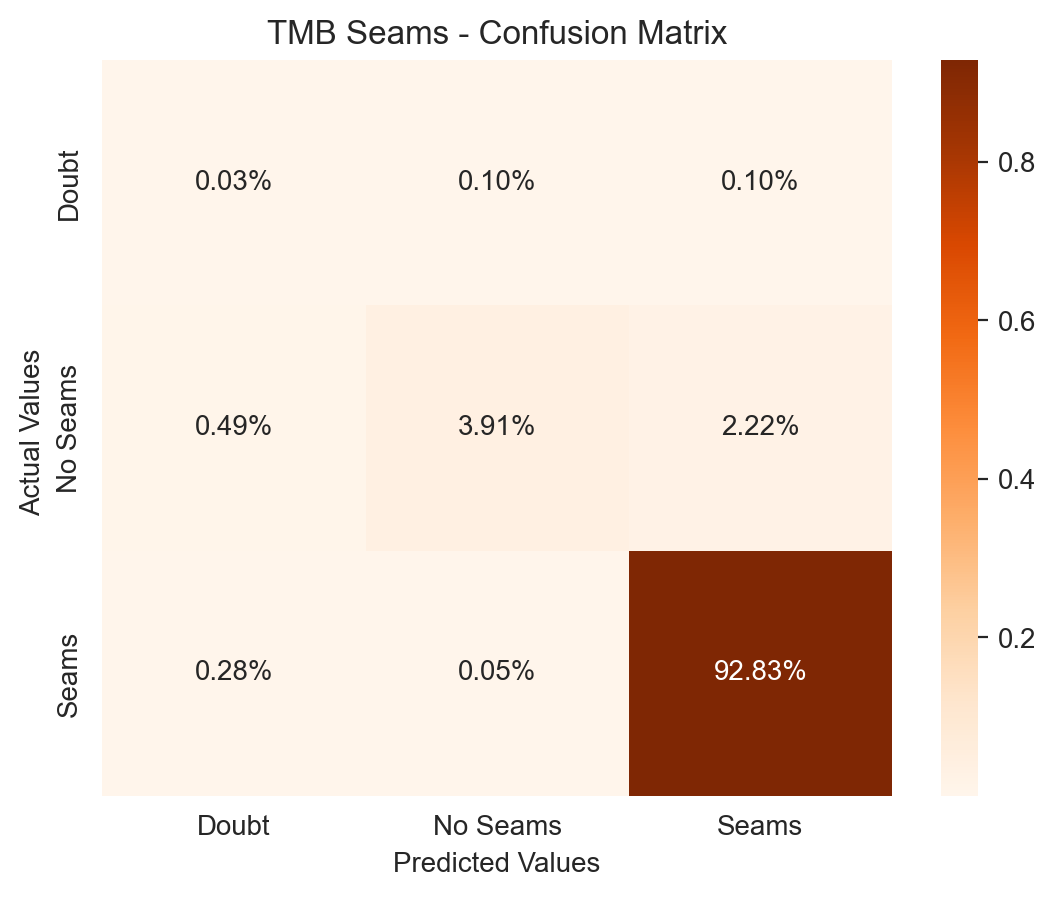 TMB Seams - Confusion Matrix
Actual Values
Doubt
0.03% 0.10% 0.10%
No Seams
0.49% 3.91% 2.22%
Seams
0.28% 0.05% 92.83%
Doubt No Seams Seams
Predicted Values
0.8
0.6
0.4
0.2